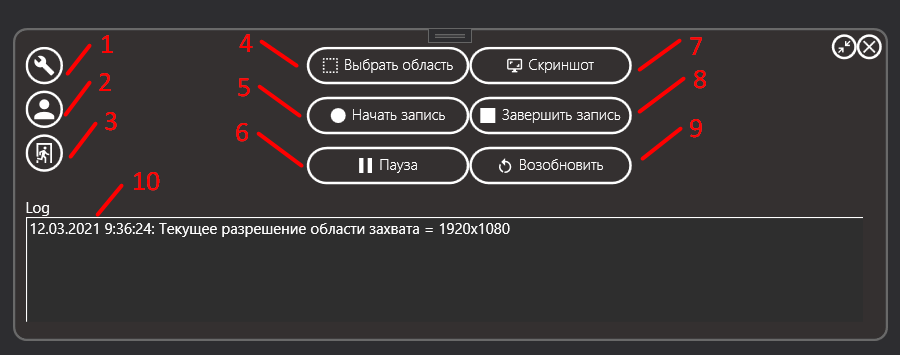 1
2
3
4
5
6
7
8
9
10
Выбрать область
Скриншот
Начать запись
Завершить запись
Пауза
Возобновить
Log
12.03.2021 9:36:24: Текущее разрешение области захвата = 1920x1080